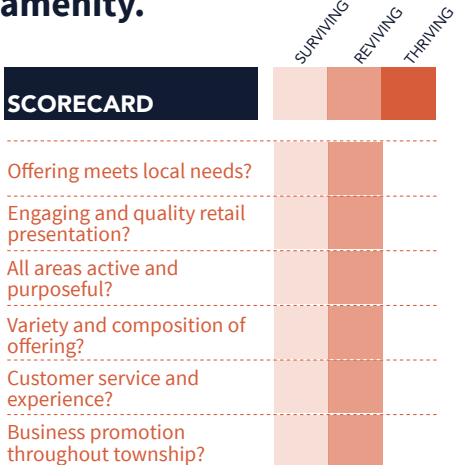 amenity.
SURVIVING
REVIVING
THRIVING
SCORECARD
Offering meets local needs?
Engaging and quality retail
presentation?
All areas active and
purposeful?
Variety and composition of
offering?
Customer service and
experience?
Business promotion
throughout township?